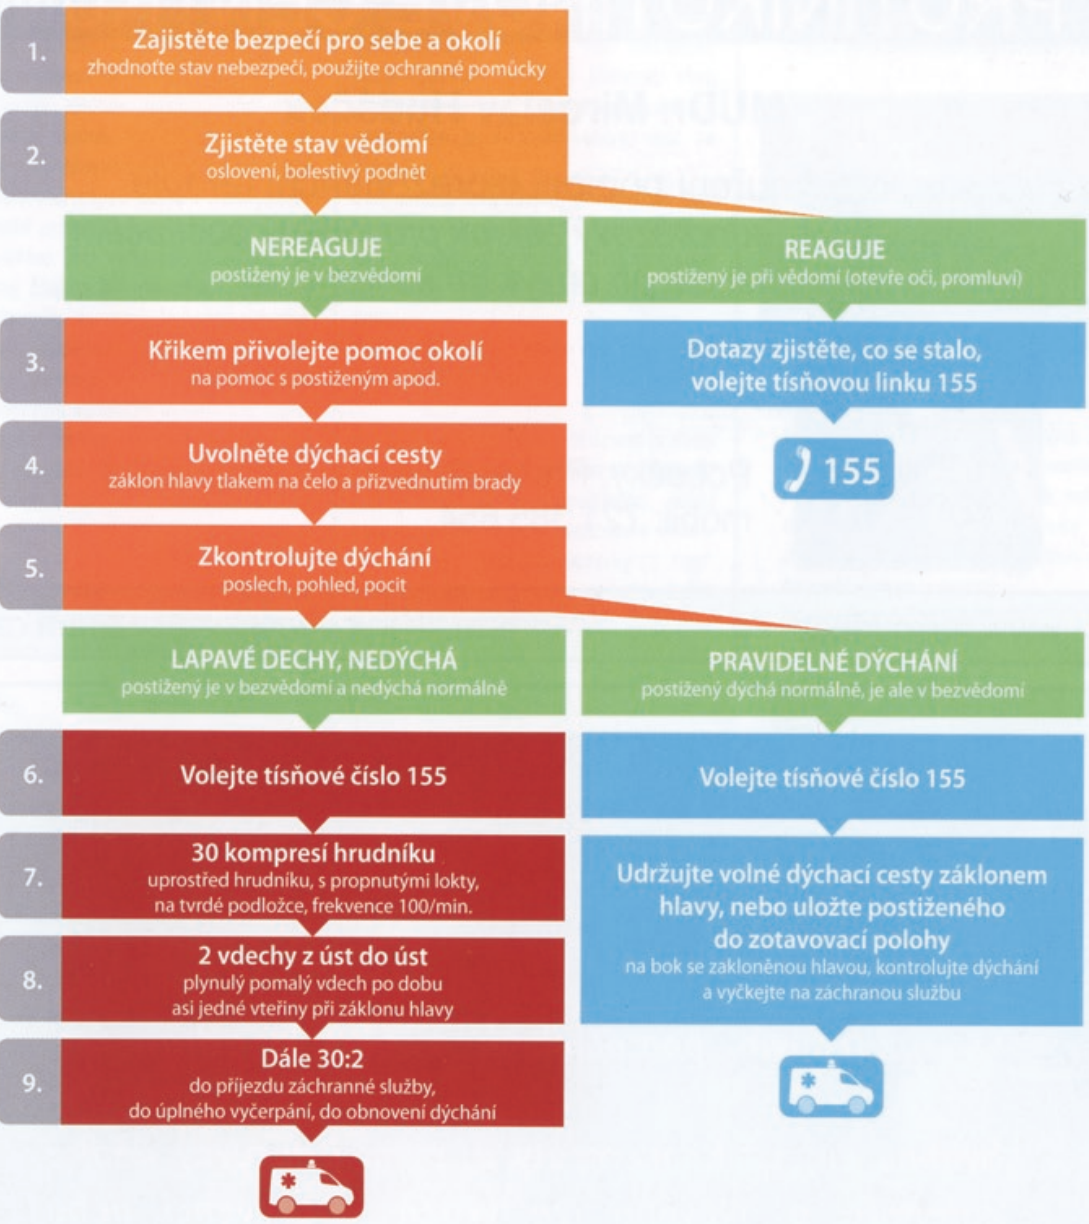 1.
Zajistěte bezpečí pro sebe a okolí
zhodnoťte stav nebezpečí, použijte ochranné pomůcky
2.
Zjistěte stav vědomí
oslovení, bolestivý podnět
NEREAGUJE
postižený je v bezvědomí
REAGUJE
postižený je při vědomí (otevře oči, promluví)
3.
Křikem přivolejte pomoc okolí
na pomoc s postiženým apod.
Dotazy zjistěte, co se stalo,
volejte tísňovou linku 155
155
4.
Uvolněte dýchací cesty
záklon hlavy tlakem na čelo a přizvednutím brady
5.
Zkontrolujte dýchání
poslech, pohled, pocit
LAPAVÉ DECHY, NEDÝCHÁ
postižený je v bezvědomí a nedýchá normálně
PRAVIDELNÉ DÝCHÁNÍ
postižený dýchá normálně, je ale v bezvědomí
6.
Volejte tísňové číslo 155
Volejte tísňové číslo 155
7.
30 kompresí hrudníku
uprostřed hrudníku, s propnutými lokty,
na tvrdé podložce, frekvence 100/min.
8.
2 vdechy z úst do úst
plynulý pomalý vdech po dobu
asi jedné vteřiny při záklonu hlavy
9.
Dále 30:2
do příjezdu záchranné služby,
do úplného vyčerpání, do obnovení dýchání
Udržujte volné dýchací cesty záklonem
hlavy, nebo uložte postiženého
do zotavovací polohy
na bok se zakloněnou hlavou, kontrolujte dýchání
a vyčkejte na záchranou službu